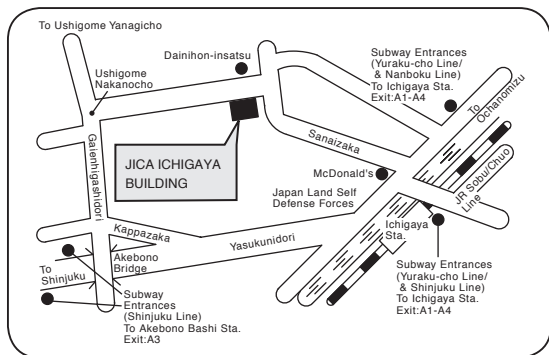 To Ushigome Yanagicho
Dainihon-insatsu
Ushigome
Nakanocho
Subway Entrances
(Yuraku-cho Line/
& Nanboku Line)
To Ichigaya Sta.
Exit:A1-A4
To
Ochanomizu
Sanaizaka
JICA ICHIGAYA
BUILDING
McDonald's
JR Sobu/Chuo
Line
Gaienhigashidori
Japan Land Self
Defense Forces
Ichigaya
Sta.
Kappazaka
Yasukunidori
Akebono
Bridge
To
Shinjuku
Subway
Entrances
(Shinjuku Line)
To Akebono Bashi Sta.
Exit:A3
Subway Entrances
(Yuraku-cho Line/
& Shinjuku Line)
To Ichigaya Sta.
Exit:A1-A4